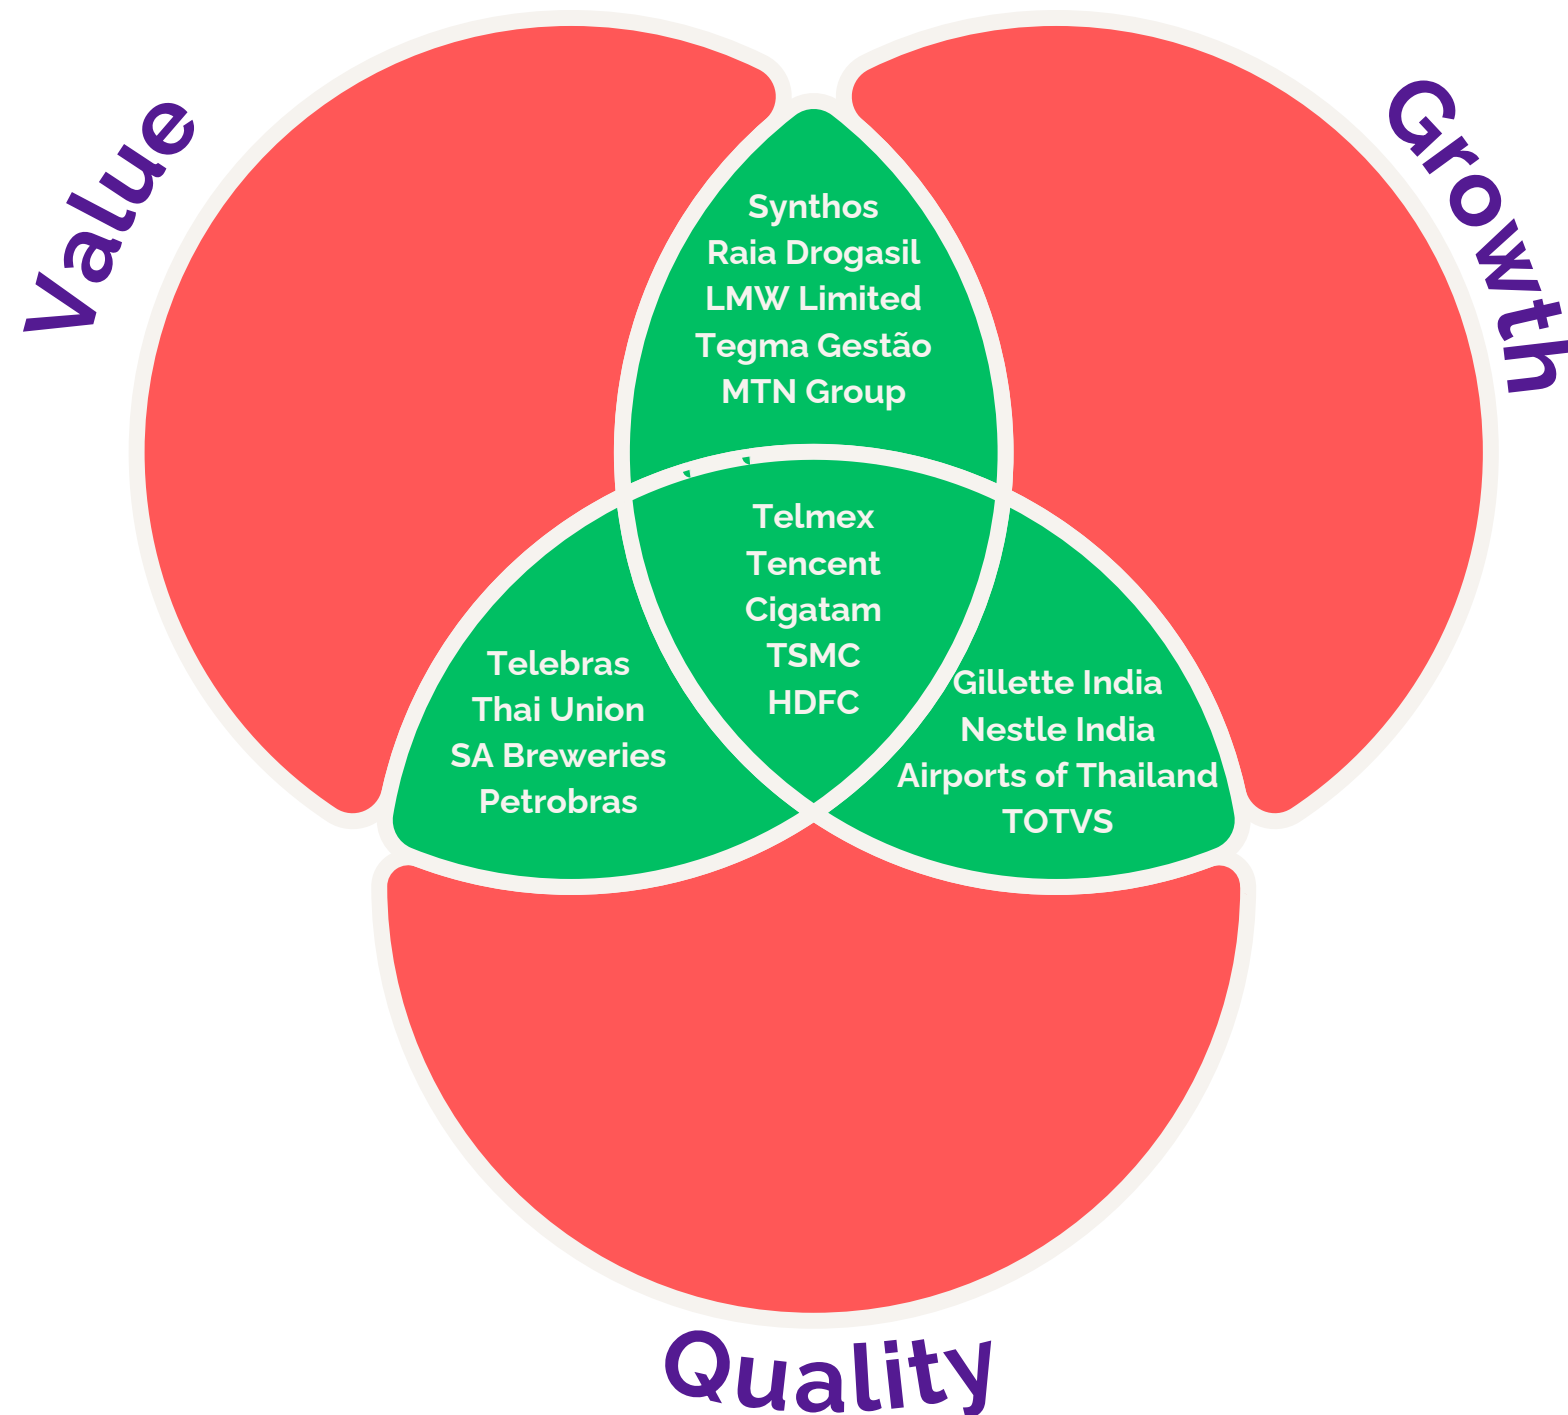 Value
Growth
Synthos
Raia Drogasil
LMW Limited
Tegma Gestão
MTN Group
Telmex
Tencent
Cigatam
TSMC
HDFC
Telebras
Thai Union
SA Breweries
Petrobras
Gillette India
Nestle India
Airports of Thailand
TOTVS
Quality